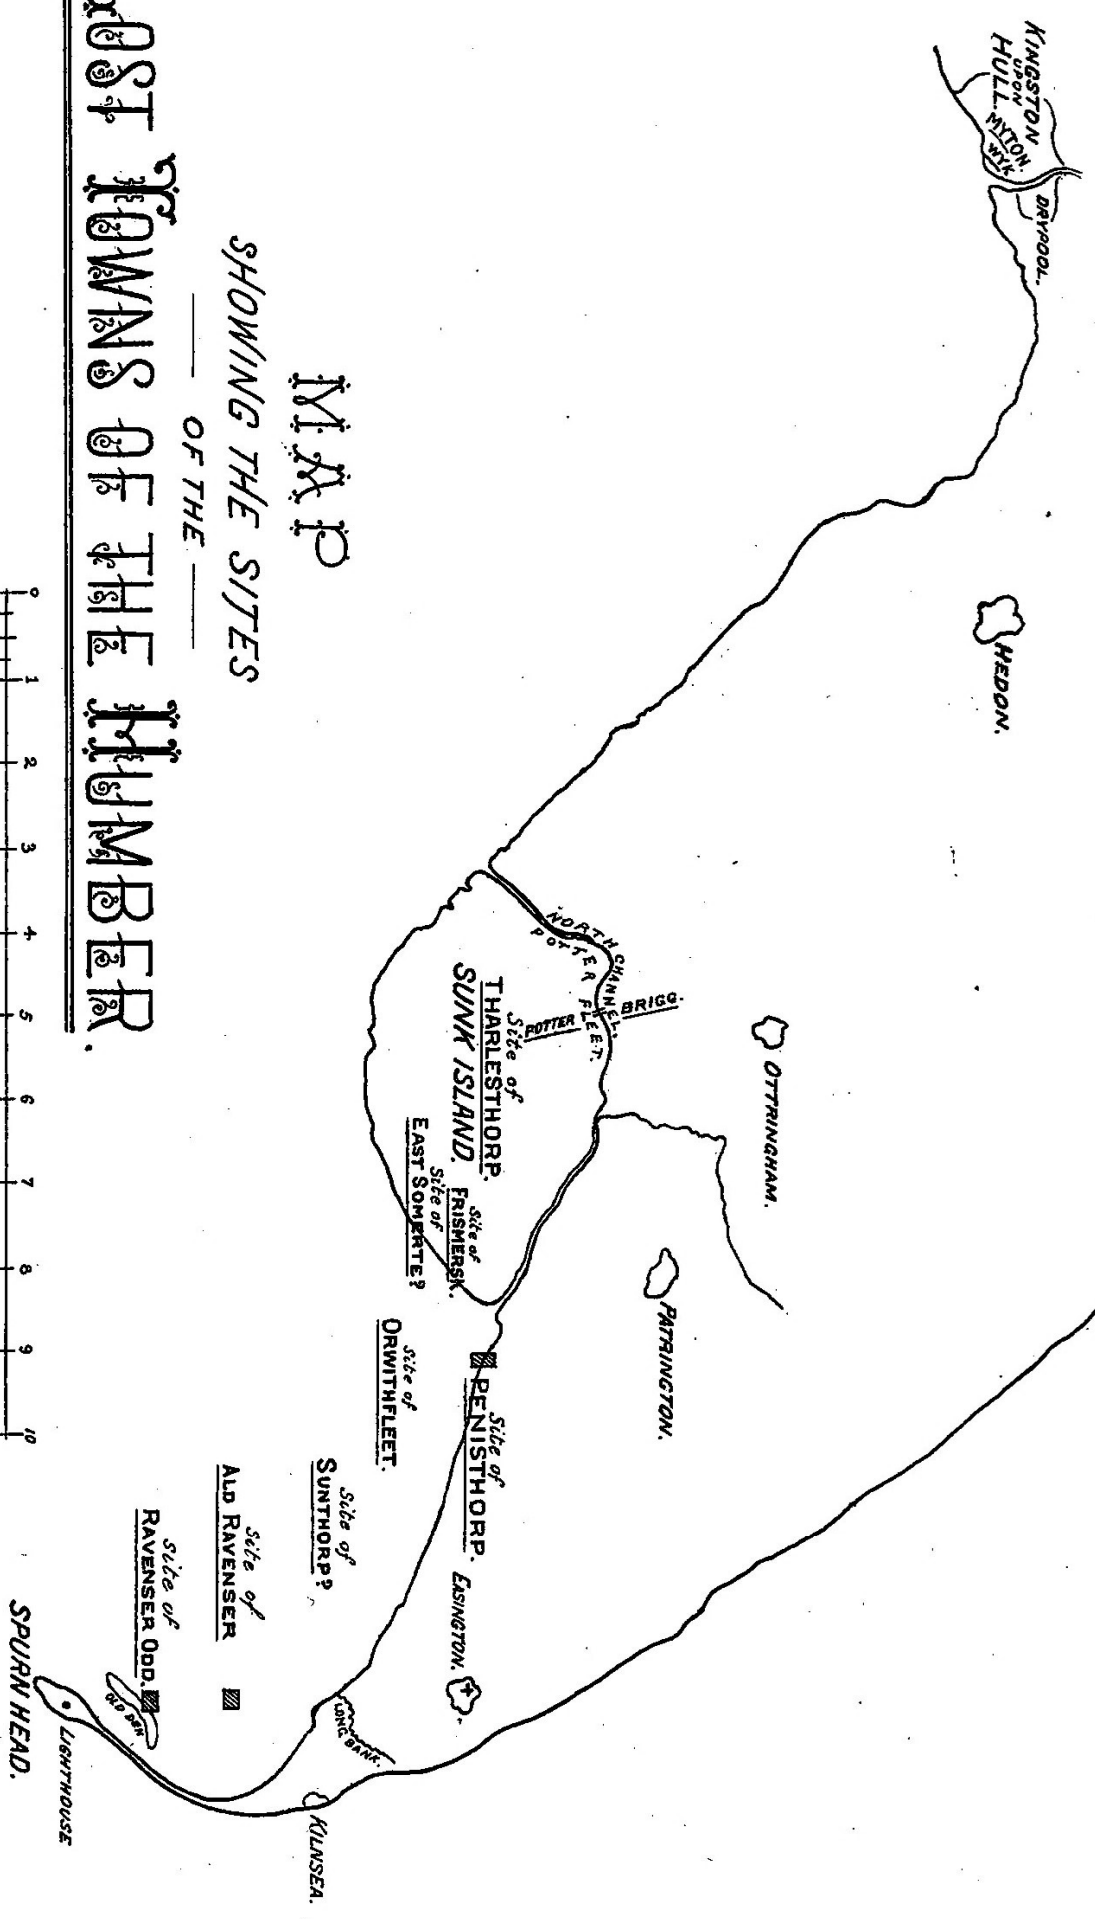 KINGSTON
UPON
HULL.
MYTON.
WYK
DRYPOOL.
HEDON.
NORTH CHANNEL.
POTTER FLEET.
POTTER BRIGG.
OTTRINGHAM.
Site of
THARLESTHORP.
SUNK ISLAND.
PATRINGTON.
Site of
FRISMERSK.
Site of
EAST SOMERTE?
Site of
PENISTHORP.
Site of
ORWITHFLEET.
EASINGTON.
Site of
SUNTHORP?
LONG BANK.
KILNSEA.
Site of
ALD RAVENSER
Site of
RAVENSER ODD.
OLD DEN
LIGHTHOUSE
SPURN HEAD.
MAP
SHOWING THE SITES
OF THE
LOST TOWNS OF THE HUMBER.
0 1 2 3 4 5 6 7 8 9 10